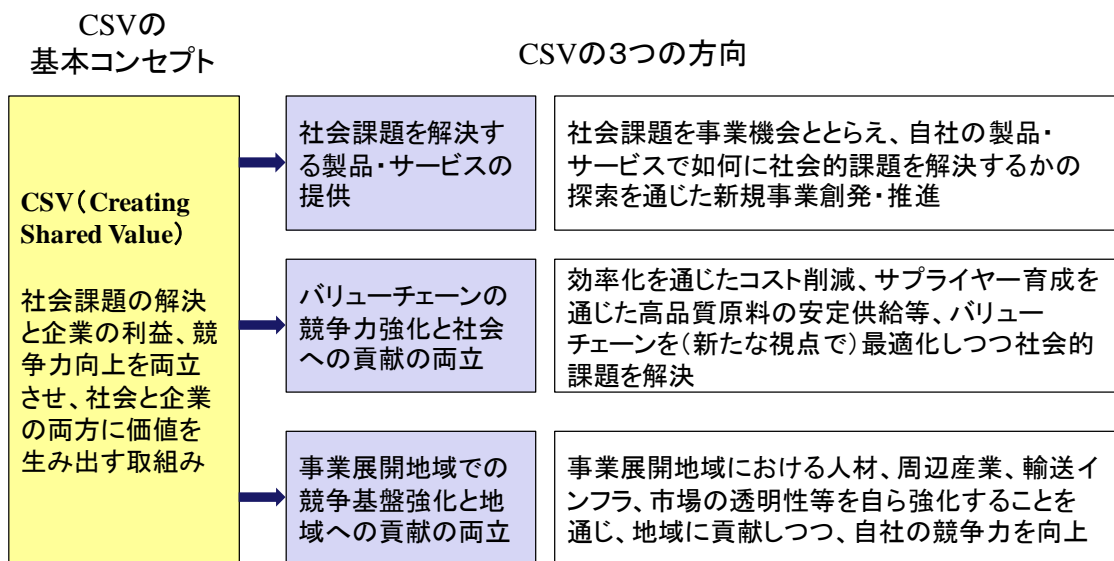 CSVの
基本コンセプト
CSVの3つの方向
CSV（Creating
Shared Value）
社会課題の解決
と企業の利益、競
争力向上を両立
させ、社会と企業
の両方に価値を
生み出す取組み
社会課題を解決す
る製品・サービスの
提供
社会課題を事業機会ととらえ、自社の製品・
サービスで如何に社会的課題を解決するかの
探索を通じた新規事業創発・推進
バリューチェーンの
競争力強化と社会
への貢献の両立
効率化を通じたコスト削減、サプライヤー育成を
通じた高品質原料の安定供給等、バリュー
チェーンを（新たな視点で）最適化しつつ社会的
課題を解決
事業展開地域での
競争基盤強化と地
域への貢献の両立
事業展開地域における人材、周辺産業、輸送イ
ンフラ、市場の透明性等を自ら強化することを
通じ、地域に貢献しつつ、自社の競争力を向上